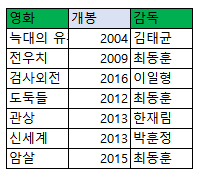 영화 개봉 감독
늑대의 유 2004 김태균
전우치 2009 최동훈
검사외전 2016 이일형
도둑들 2012 최동훈
관상 2013 한재림
신세계 2013 박훈정
암살 2015 최동훈